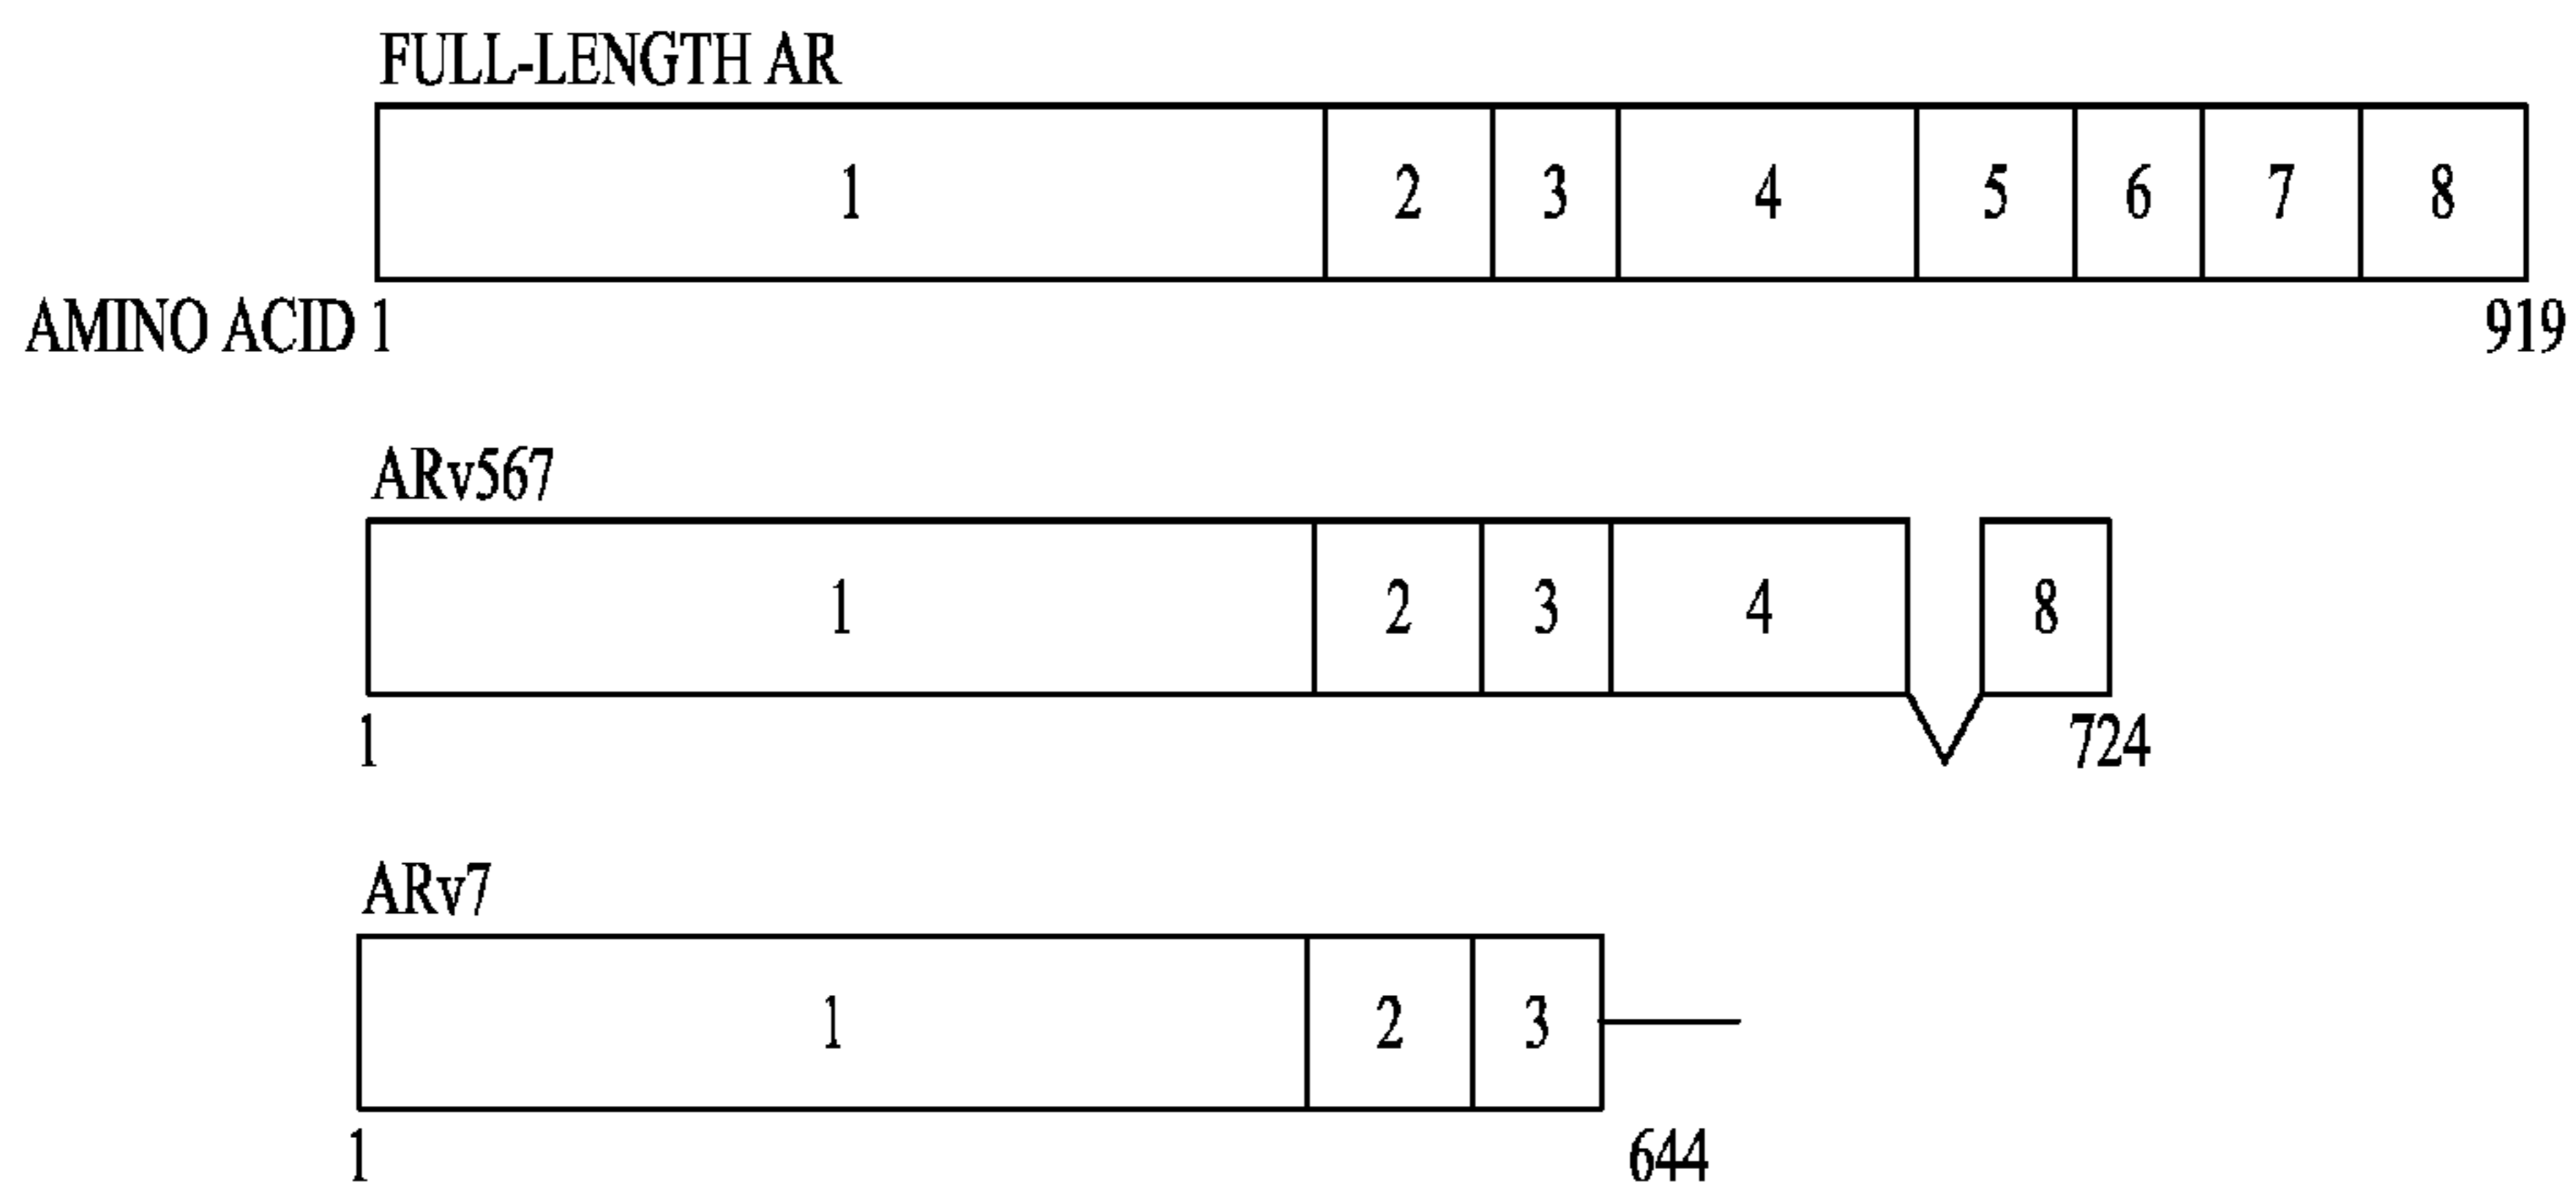 FULL-LENGTH AR
1 2 3 4 5 6 7 8
AMINO ACID 1 919
ARv567
1 2 3 4 8
1 724
ARv7
1 2 3
1 644